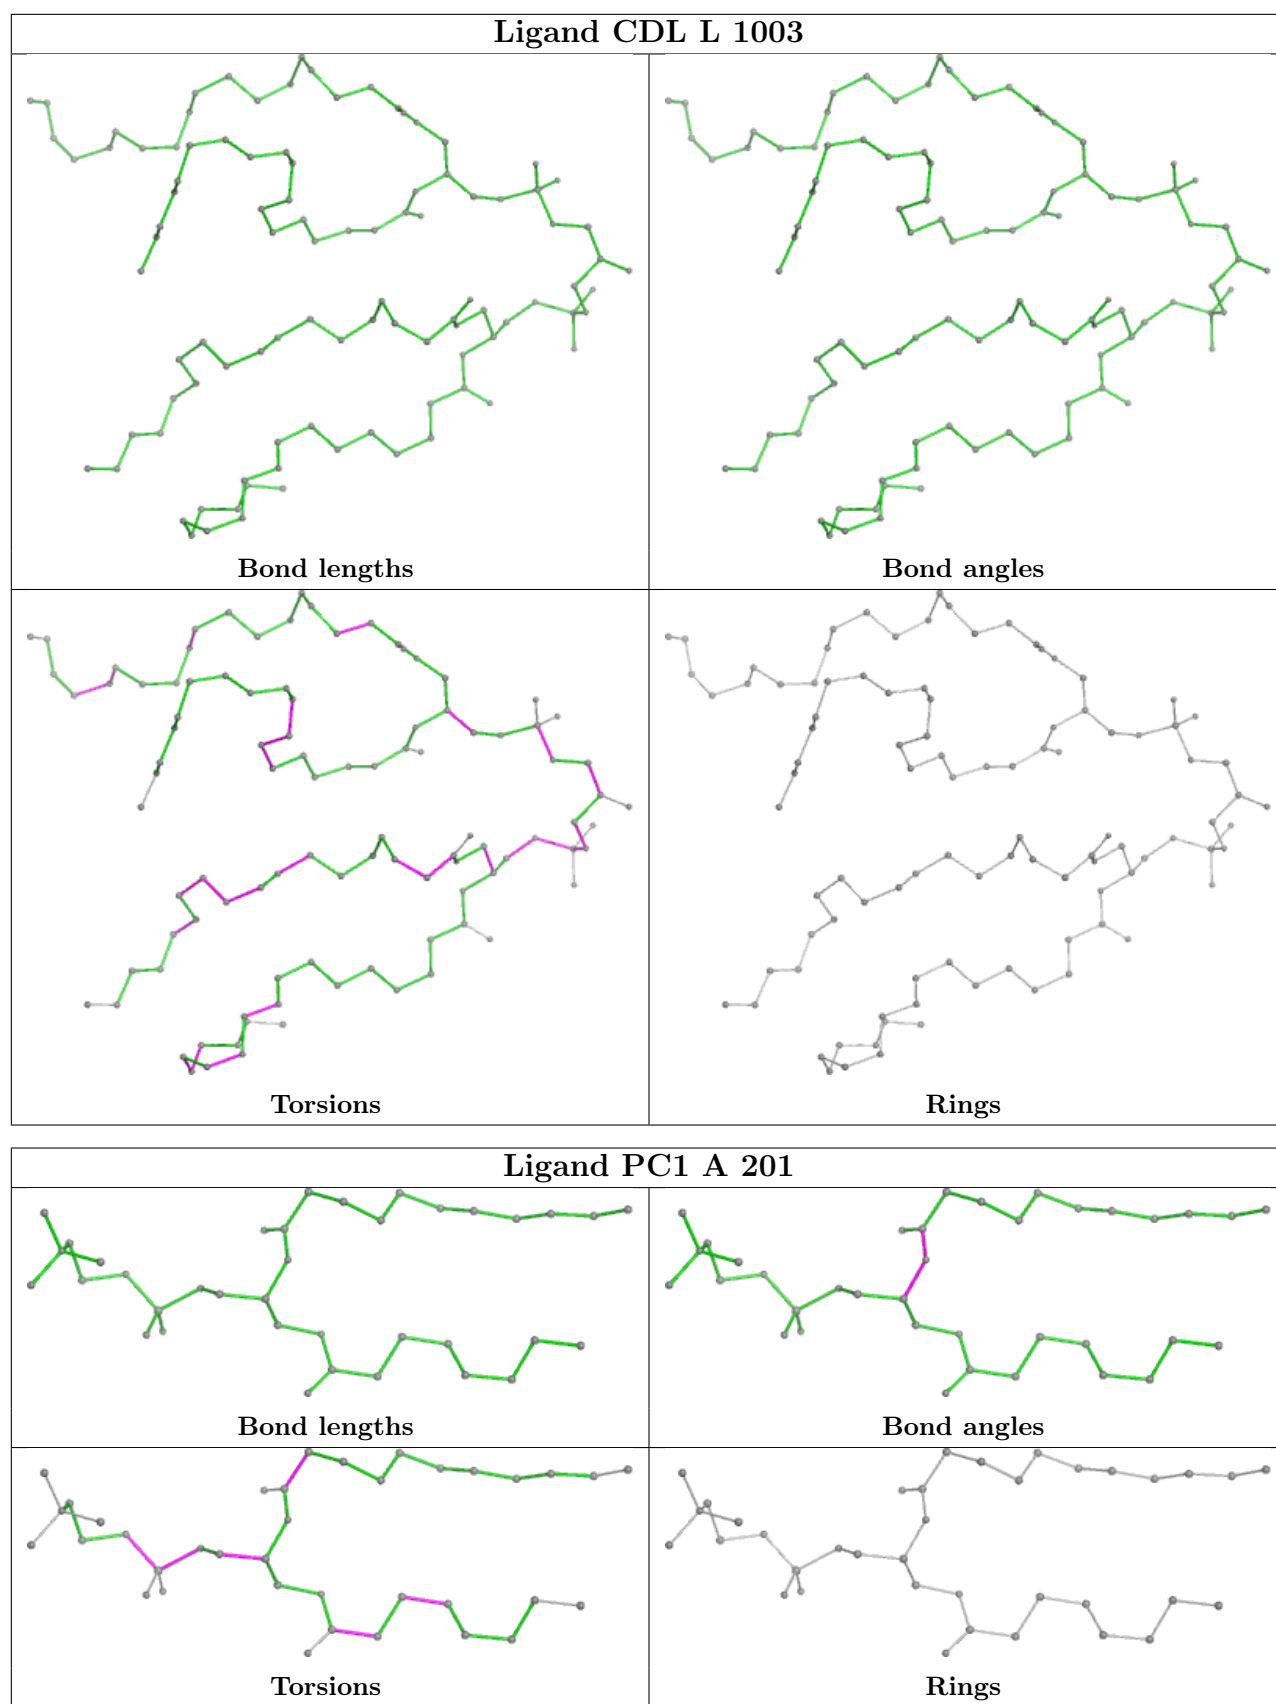 Ligand CDL L 1003
Bond lengths
Bond angles
Torsions
Rings
Ligand PC1 A 201
Bond lengths
Bond angles
Torsions
Rings